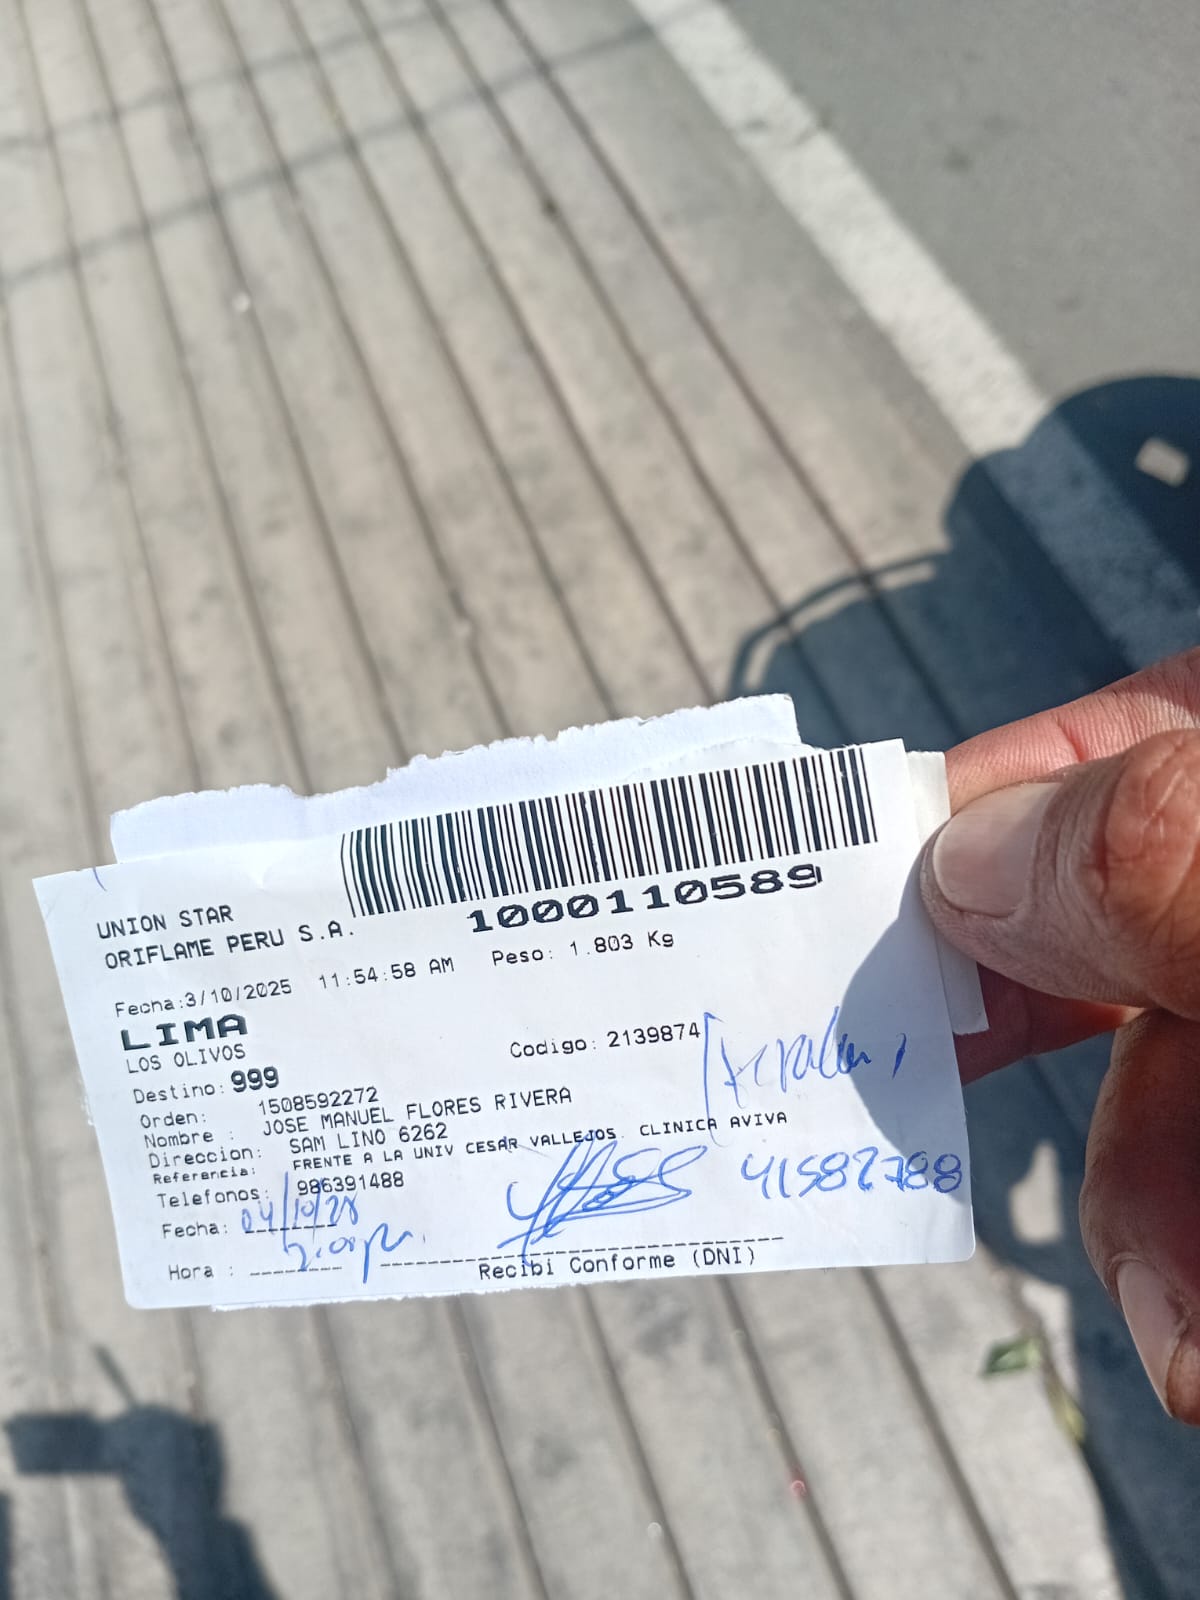 1000110589
UNION STAR
ORIFLAME PERU S.A.
Fecha:3/10/2025 11:54:58 AM Peso: 1.803 Kg
LIMA
LOS OLIVOS
Codigo: 2139874
Destino: 999
Orden: 1508592272
Nombre : JOSE MANUEL FLORES RIVERA
Direccion: SAM LINO 6262
Referencia: FRENTE A LA UNIV CESAR VALLEJOS CLINICA AVIVA
Telefonos: 986391488
41582788
Fecha: 04/10/25
Hora :
Recibi Conforme (DNI)